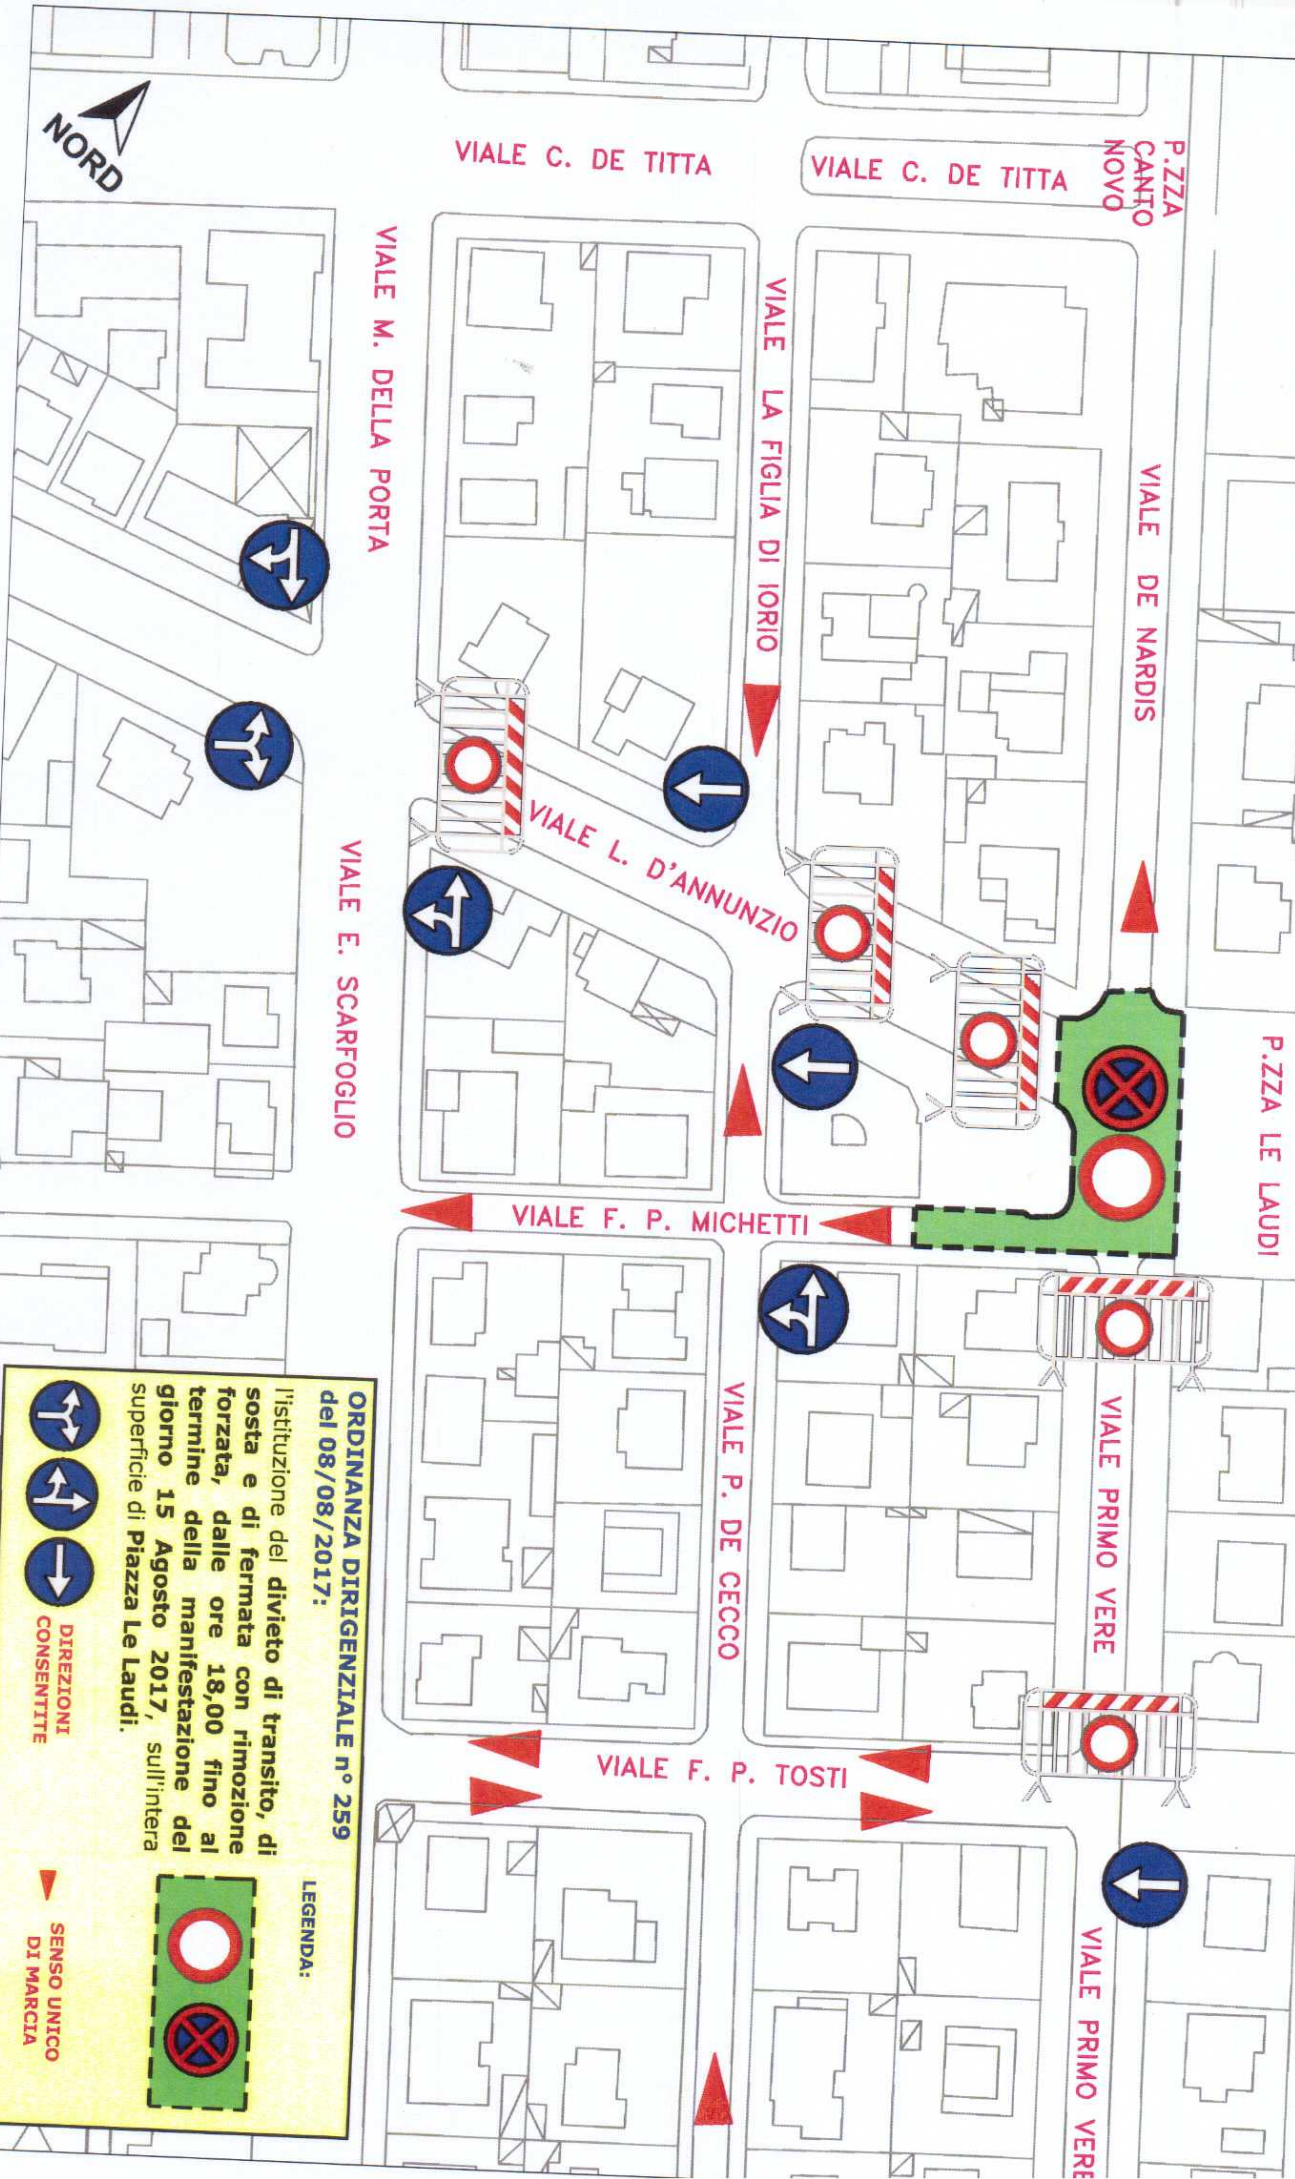 P.ZZA
CANTO
NOVO
VIALE DE NARDIS
P.ZZA LE LAUDI
VIALE PRIMO VERE
VIALE PRIMO VERE
VIALE C. DE TITTA
VIALE C. DE TITTA
VIALE LA FIGLIA DI IORIO
VIALE L. D'ANNUNZIO
VIALE F. P. MICHETTI
VIALE P. DE CECCO
VIALE F. P. TOSTI
VIALE M. DELLA PORTA
VIALE E. SCARFOGLIO
NORD
ORDINANZA DIRIGENZIALE n° 259
del 08/08/2017:
l'istituzione del divieto di transito, di
sosta e di fermata con rimozione
forzata, dalle ore 18,00 fino al
termine della manifestazione del
giorno 15 Agosto 2017, sull'intera
superficie di Piazza Le Laudi.
LEGENDA:
DIREZIONI
CONSENTITE
SENSO UNICO
DI MARCIA